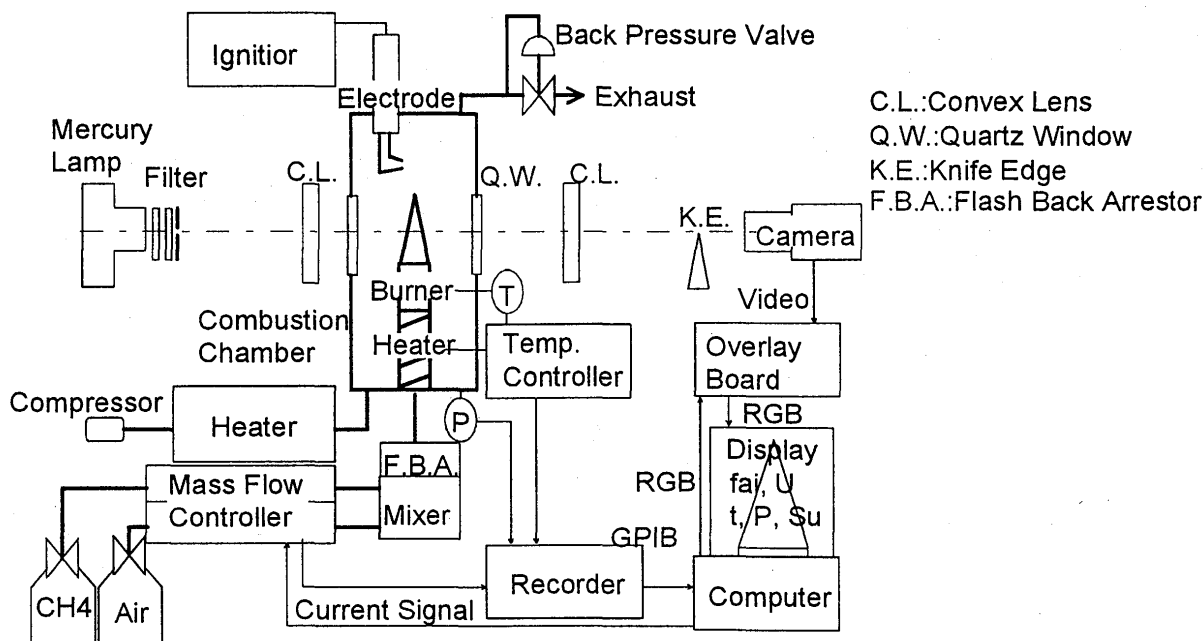 Ignitior
Back Pressure Valve
Electrode
Exhaust
C.L.:Convex Lens
Q.W.:Quartz Window
K.E.:Knife Edge
F.B.A.:Flash Back Arrestor
Mercury
Lamp
Filter
C.L.
Q.W.
C.L.
K.E.
Camera
Burner
T
Video
Combustion
Chamber
Heater
Temp.
Controller
Overlay
Board
Compressor
Heater
P
RGB
F.B.A.
Display
fai, U
t, P, Su
RGB
Mass Flow
Controller
Mixer
GPIB
CH4
Air
Current Signal
Recorder
Computer